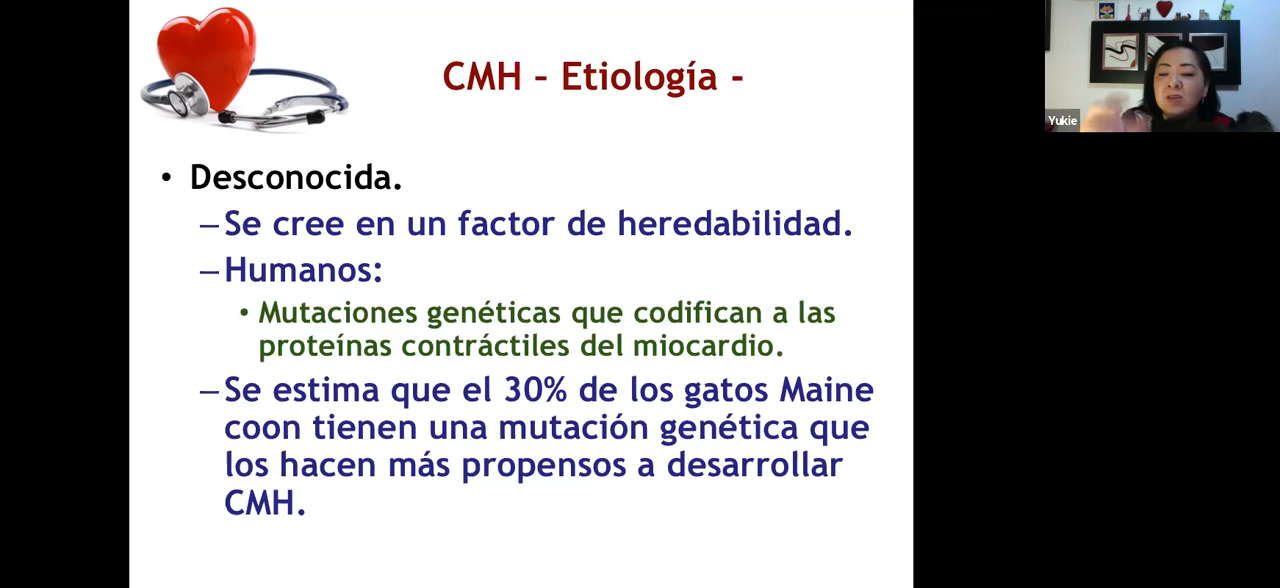 CMH – Etiología -
Yukie
• Desconocida.
–Se cree en un factor de heredabilidad.
–Humanos:
• Mutaciones genéticas que codifican a las
proteínas contráctiles del miocardio.
–Se estima que el 30% de los gatos Maine
coon tienen una mutación genética que
los hacen más propensos a desarrollar
CMH.